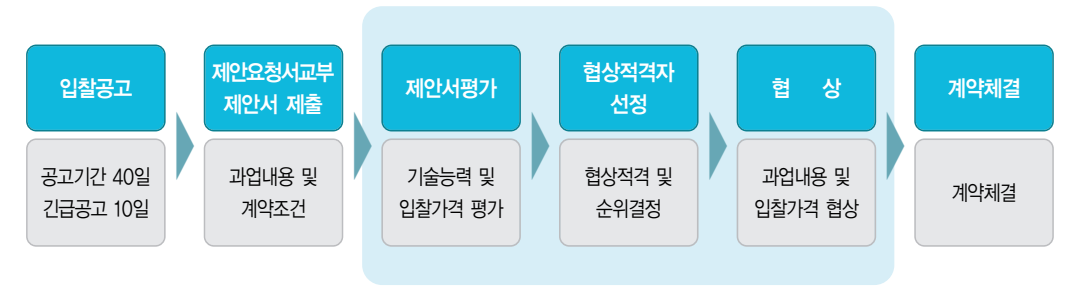 입찰공고
공고기간 40일
긴급공고 10일
제안요청서교부
제안서 제출
과업내용 및
계약조건
제안서평가
기술능력 및
입찰가격 평가
협상적격자
선정
협상적격 및
순위결정
협 상
과업내용 및
입찰가격 협상
계약체결
계약체결